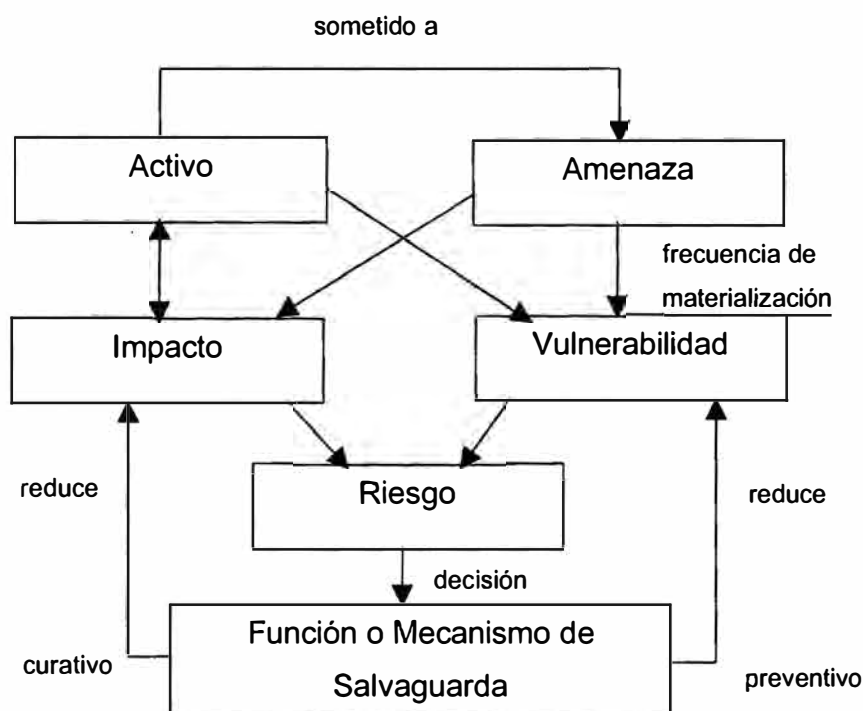 sometido a
Activo
Amenaza
frecuencia de
materialización
Impacto
Vulnerabilidad
reduce
Riesgo
reduce
decisión
Función o Mecanismo de
Salvaguarda
curativo
preventivo